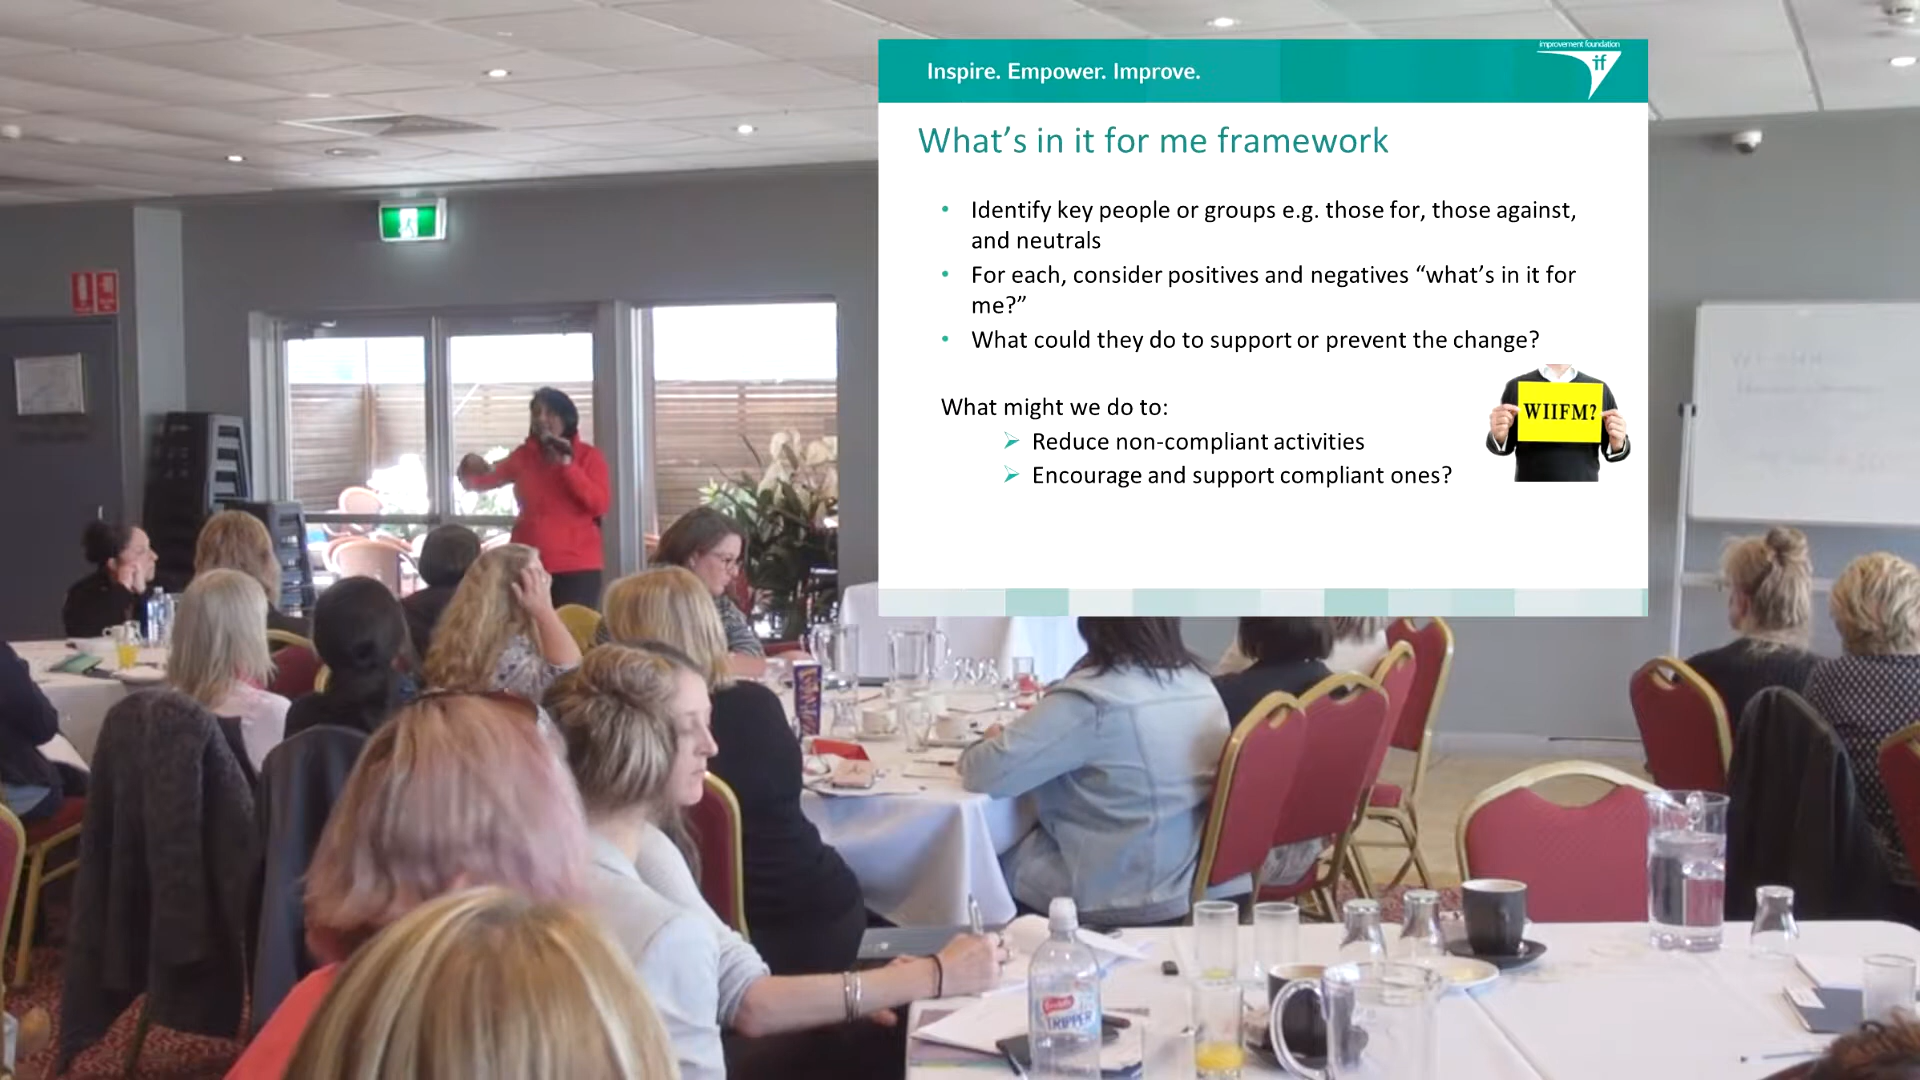 improvement foundation
if
Inspire. Empower. Improve.
What’s in it for me framework
• Identify key people or groups e.g. those for, those against,
and neutrals
• For each, consider positives and negatives “what’s in it for
me?”
• What could they do to support or prevent the change?
What might we do to:
➢ Reduce non-compliant activities
➢ Encourage and support compliant ones?
WIIFM?
TRIPPER